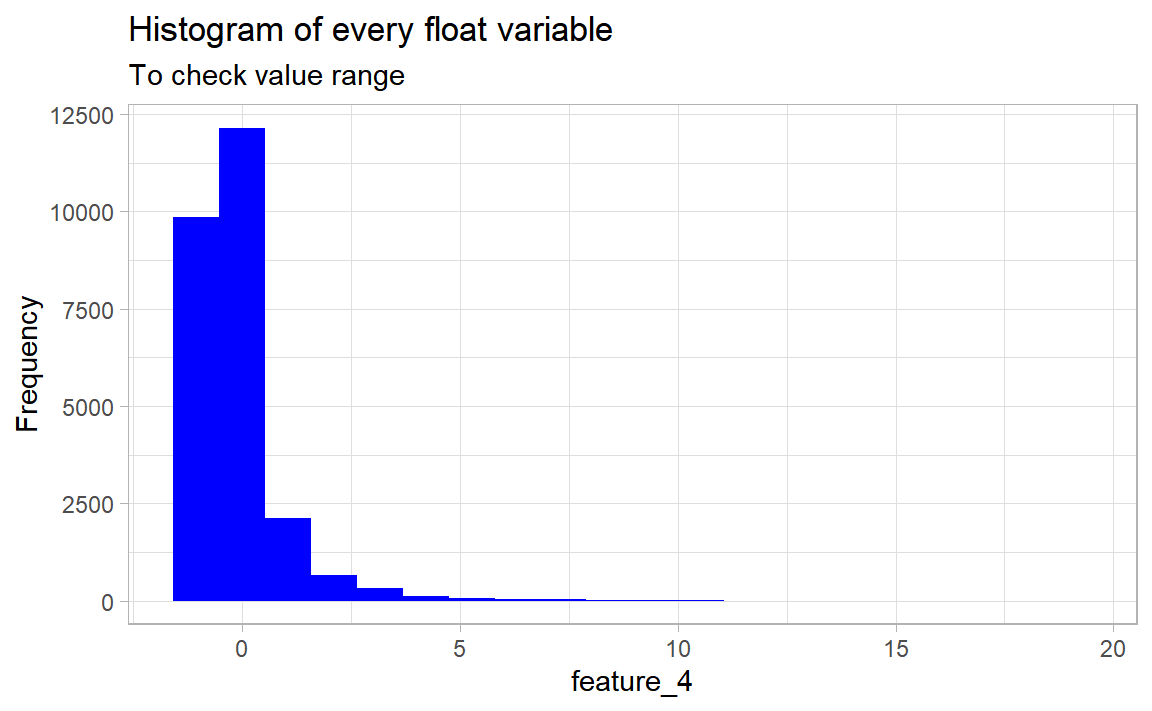 Histogram of every float variable
To check value range
12500
10000
7500
5000
2500
0
Frequency
0 5 10 15 20
feature_4